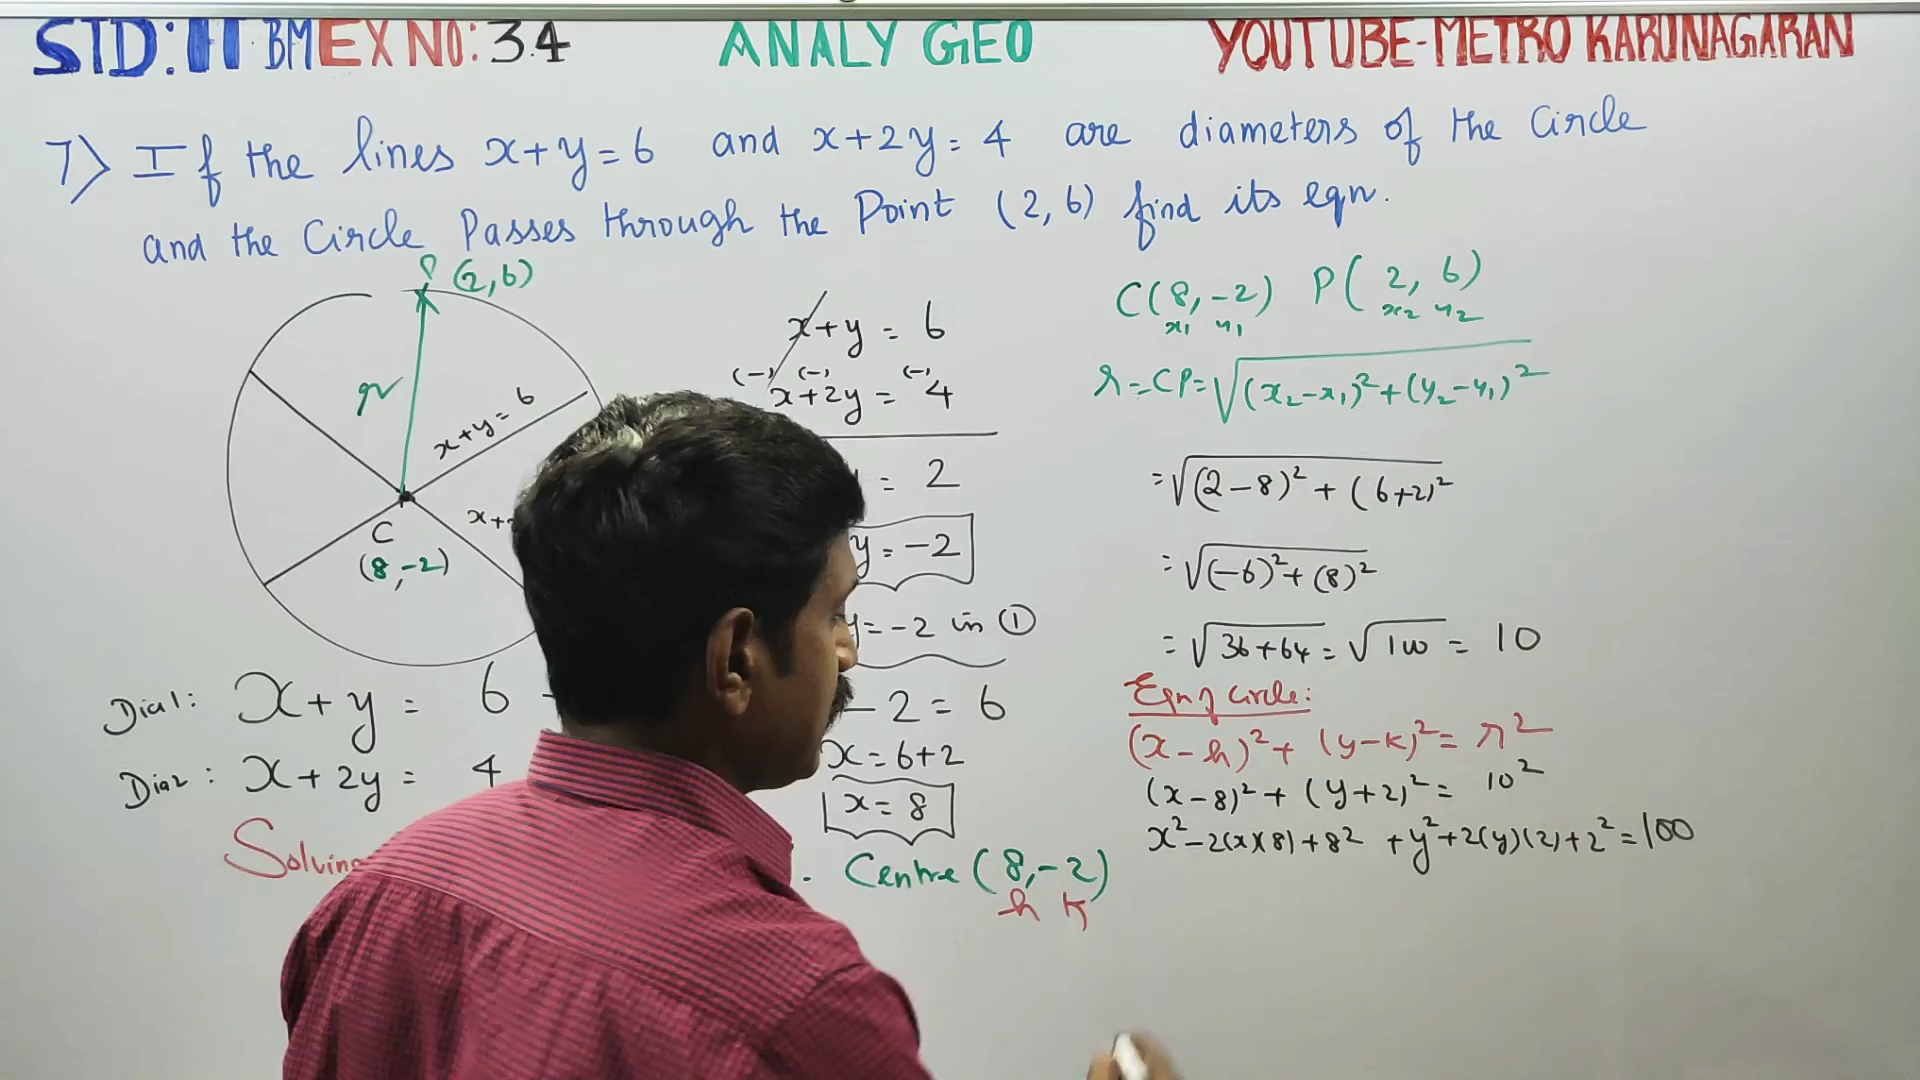 STD: 11 BM EX NO: 3.4 ANALY GEO YOUTUBE-METRO KARUNAGARAN
7) If the lines x+y=6 and x+2y=4 are diameters of the Circle
and the Circle Passes through the Point (2,6) find its eqn.
P (2,6)
r
x+y=6
x+
C
(8,-2)
Dia1: x+y = 6
Dia2: x+2y = 4
Solving
x+y = 6
(-) (-) (-)
x+2y = 4
= 2
y = -2
y=-2 in ①
- 2 = 6
x = 6+2
x = 8
. Centre (8,-2)
h k
C(8,-2) P(2, 6)
x₁ y₁ x₂ y₂
r = CP = √(x₂-x₁)²+(y₂-y₁)²
= √(2-8)² + (6+2)²
= √(-6)²+(8)²
= √36+64 = √100 = 10
Eqn of circle:
(x-h)²+(y-k)² = r²
(x-8)²+(y+2)² = 10²
x²-2(x)(8)+8² +y²+2(y)(2)+2² = 100